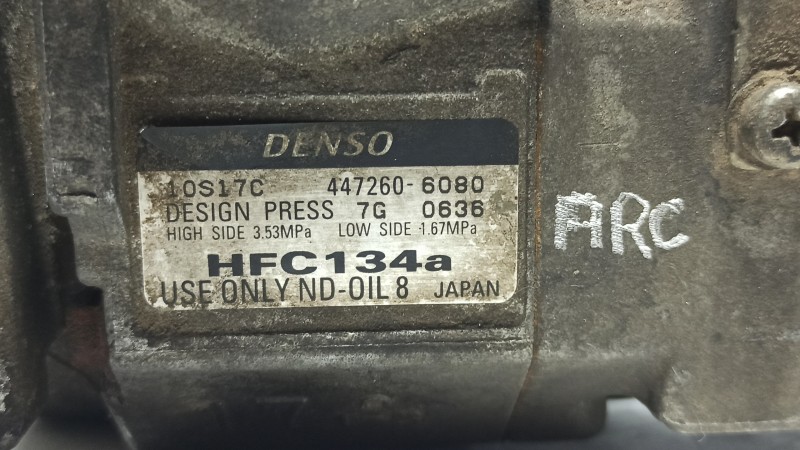 DENSO
10S17C 447260-6080
DESIGN PRESS 7G 0636
HIGH SIDE 3.53MPa LOW SIDE 1.67MPa
HFC134a
USE ONLY ND-OIL 8 JAPAN
ARC